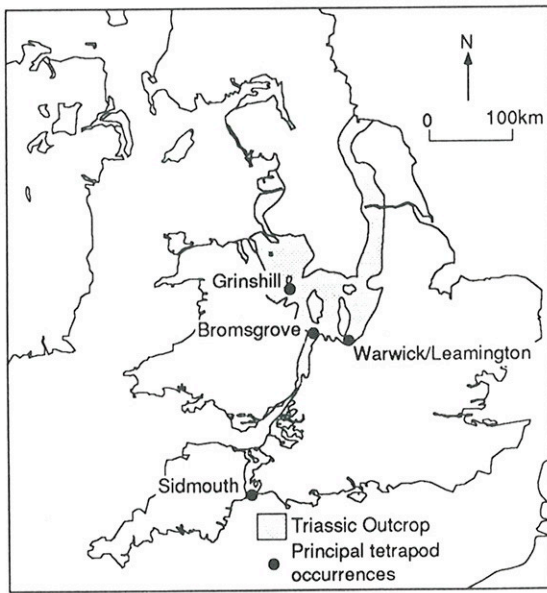 N
0 100km
Grinshill
Bromsgrove
Warwick/Leamington
Sidmouth
Triassic Outcrop
Principal tetrapod
occurrences